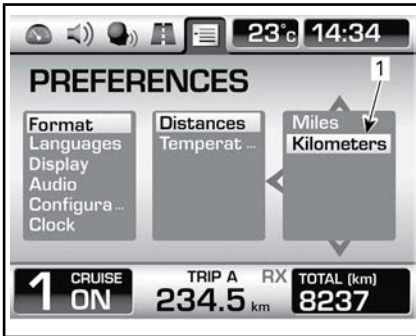 23°c 14:34
1
PREFERENCES
Format
Languages
Display
Audio
Configura ...
Clock
Distances
Temperat ...
Miles
Kilometers
1 CRUISE ON
TRIP A
234.5 km
RX
TOTAL (km)
8237